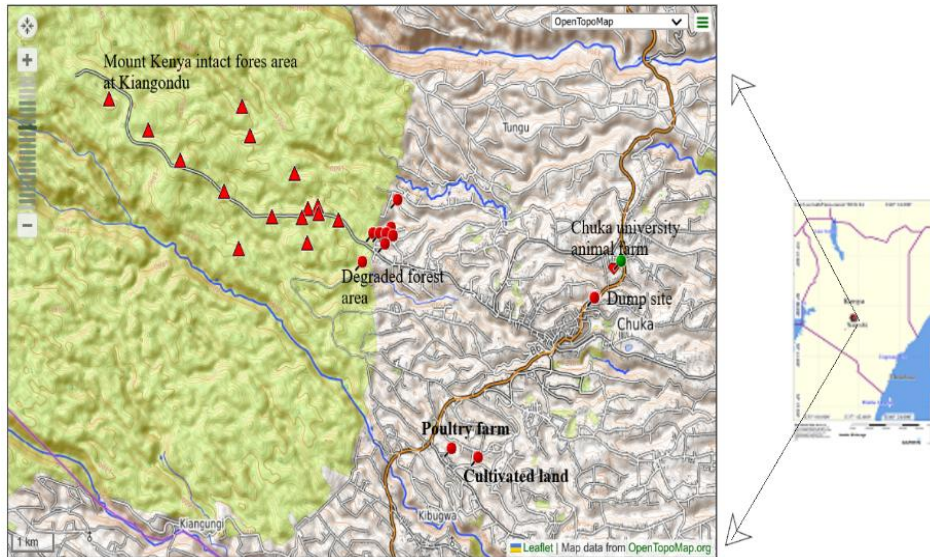 OpenTopoMap
+
Mount Kenya intact fores area
at Kiangondu
Tungu
−
Chuka university
animal farm
Degraded forest
area
Dump site
Chuka
Poultry farm
Cultivated land
Kibugwa
Kiangungi
1 km
Leaflet | Map data from OpenTopoMap.org
Kenya
Nairobi